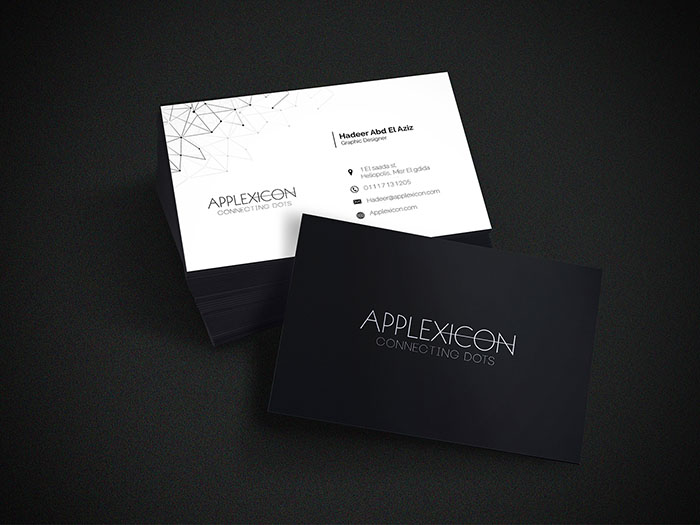 Hadeer Abd El Aziz
Graphic Designer
1 El saada st,
Heliopolis, Misr El gdida
01117131205
Hadeer@applexicon.com
Applexicon.com
APPLEXICON
CONNECTING DOTS
APPLEXICON
CONNECTING DOTS